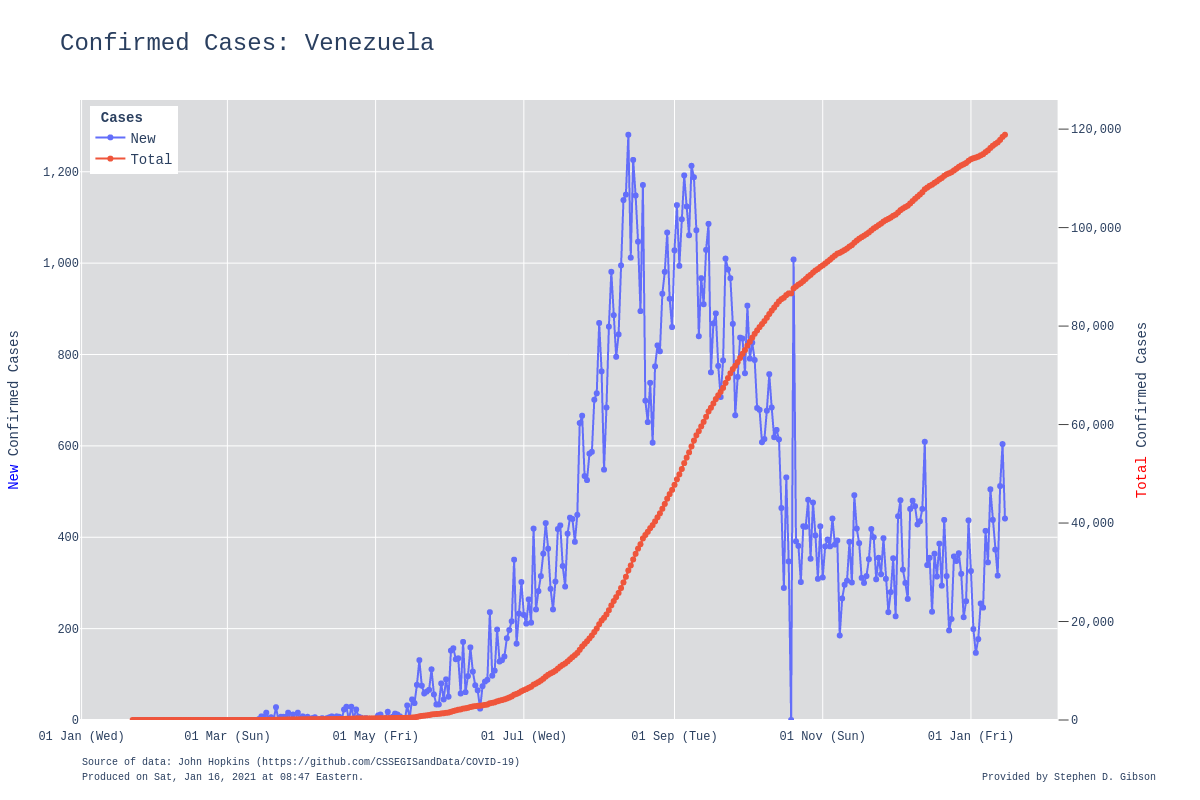 Confirmed Cases: Venezuela
Cases
New
Total
1,200
1,000
800
600
400
200
0
120,000
100,000
80,000
60,000
40,000
20,000
0
New Confirmed Cases
Total Confirmed Cases
01 Jan (Wed)
01 Mar (Sun)
01 May (Fri)
01 Jul (Wed)
01 Sep (Tue)
01 Nov (Sun)
01 Jan (Fri)
Source of data: John Hopkins (https://github.com/CSSEGISandData/COVID-19)
Produced on Sat, Jan 16, 2021 at 08:47 Eastern.
Provided by Stephen D. Gibson